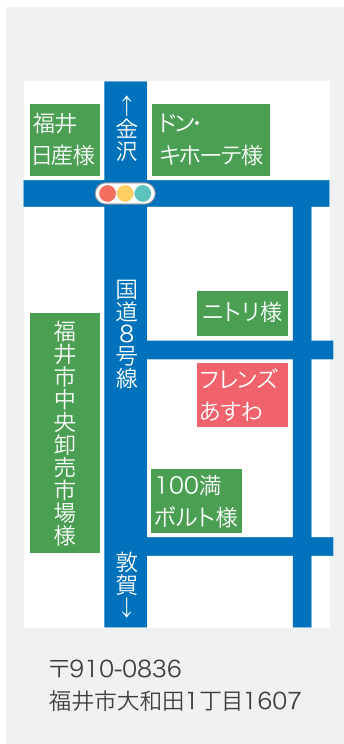 福井
日産様
←金沢
ドン・
キホーテ様
国道8号線
ニトリ様
フレンズ
あすわ
福井市中央卸売市場様
100満
ボルト様
敦賀→
〒910-0836
福井市大和田1丁目1607